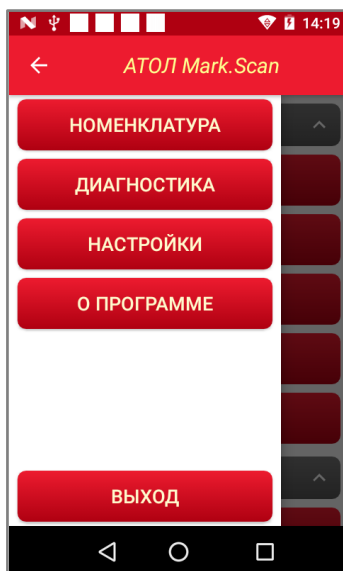 14:19
АТОЛ Mark.Scan
НОМЕНКЛАТУРА
ДИАГНОСТИКА
НАСТРОЙКИ
О ПРОГРАММЕ
ВЫХОД